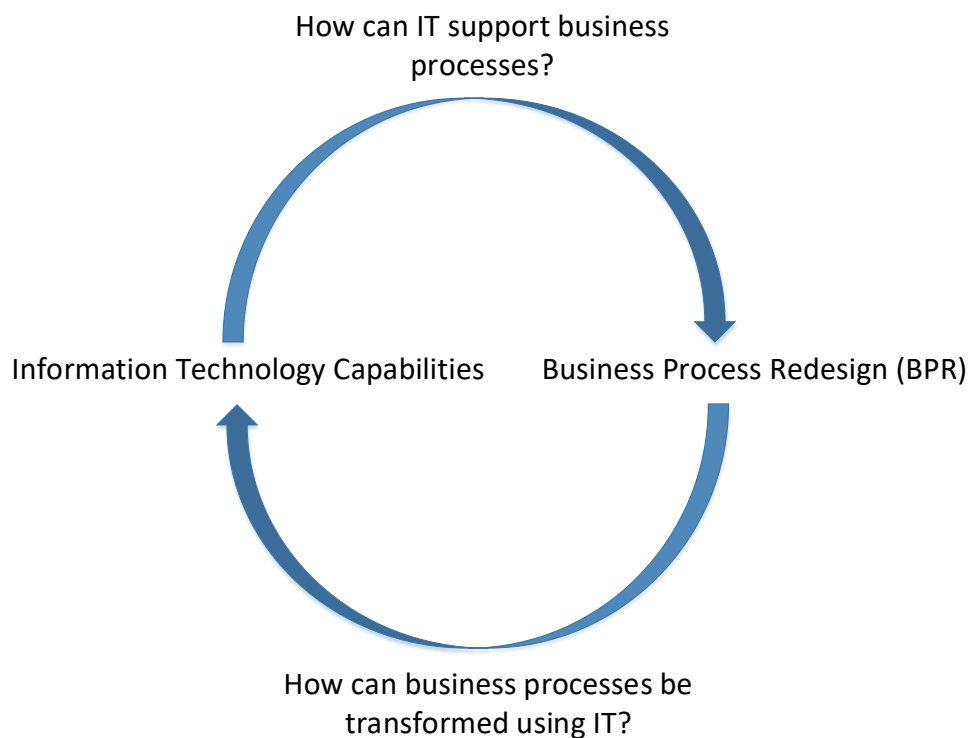 How can IT support business
processes?
Information Technology Capabilities
Business Process Redesign (BPR)
How can business processes be
transformed using IT?